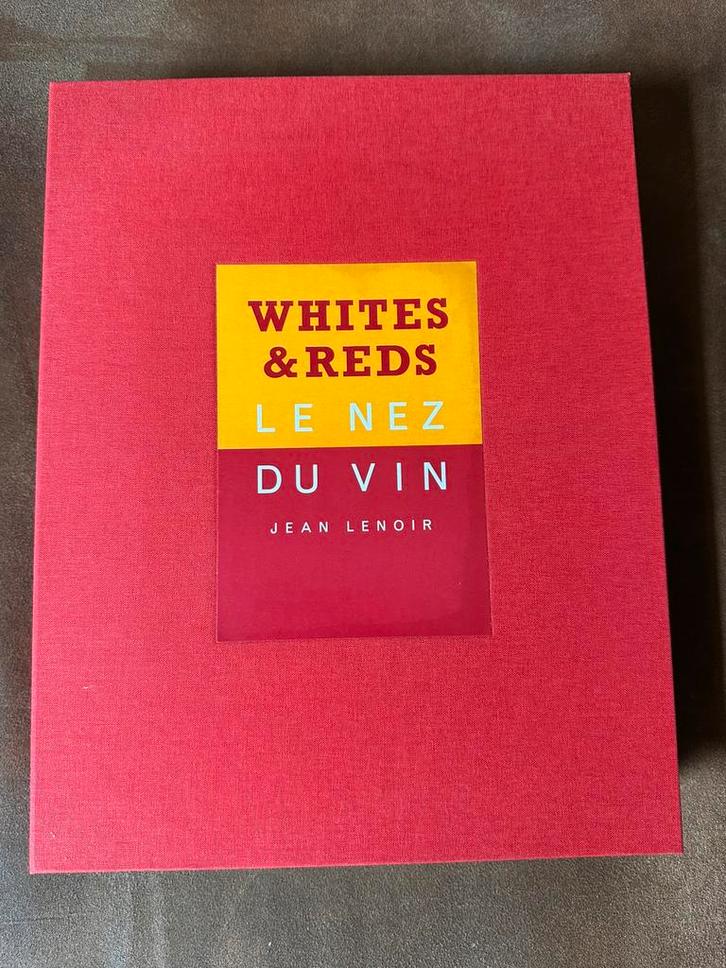 WHITES
& REDS
LE NEZ
DU VIN
JEAN LENOIR